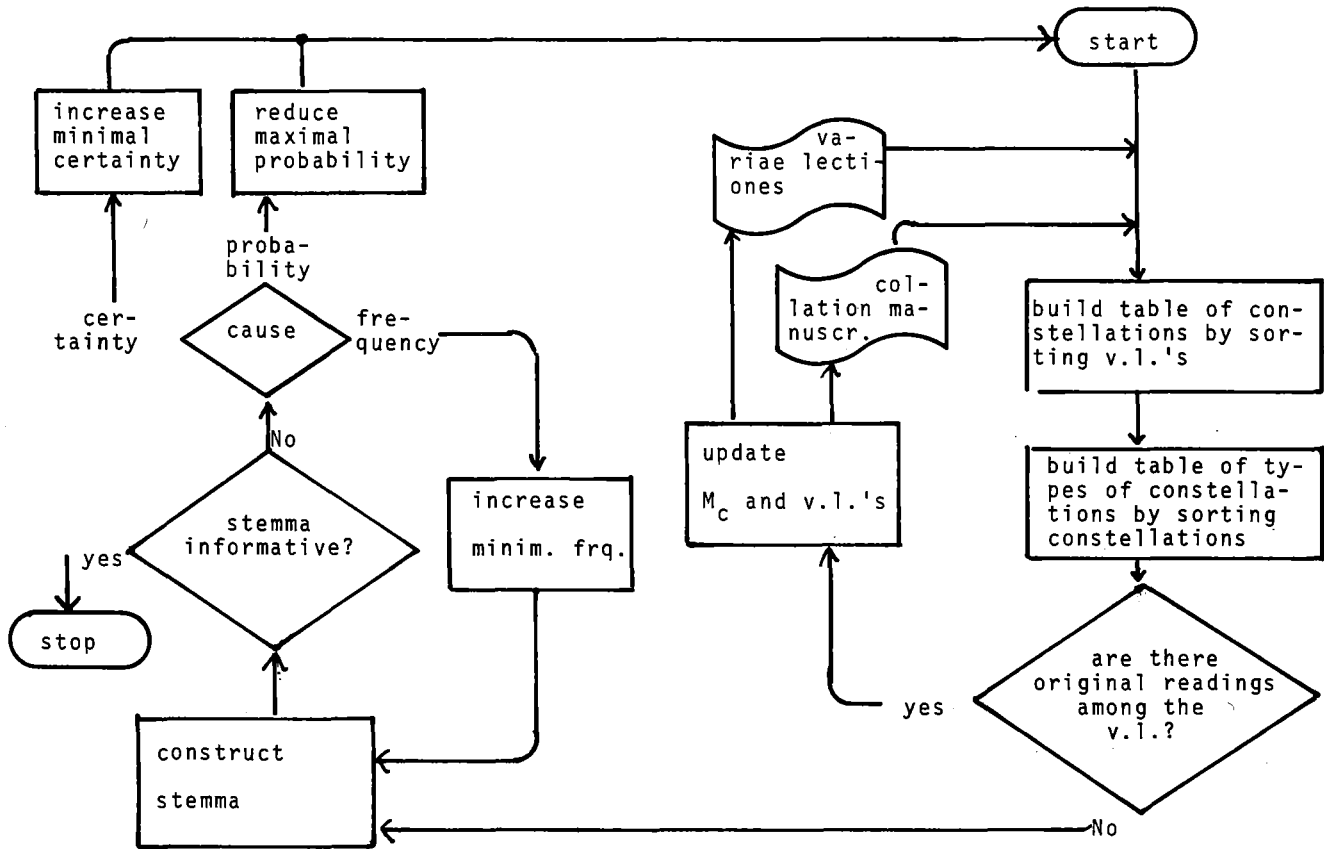 start
increase
minimal
certainty
reduce
maximal
probability
va-
riae lecti-
ones
proba-
bility
col-
lation ma-
nuscr.
cer-
tainty
cause
fre-
quency
build table of con-
stellations by sor-
ting v.l.'s
No
update
M_c and v.l.'s
build table of ty-
pes of constella-
tions by sorting
constellations
increase
minim. frq.
stemma
informative?
yes
stop
are there
original readings
among the
v.l.?
yes
construct
stemma
No